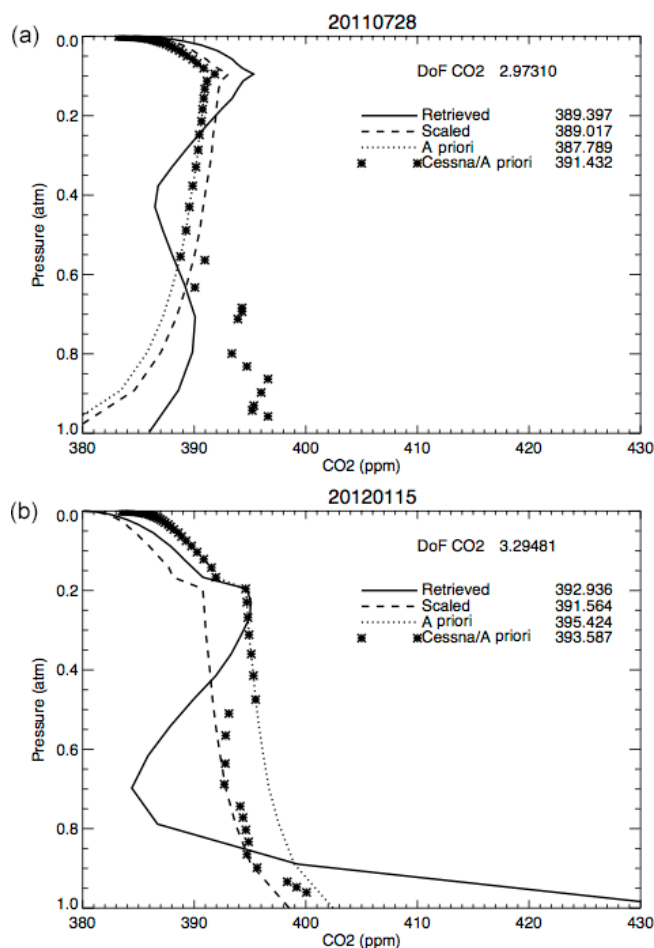 (a)
20110728
DoF CO2 2.97310
Retrieved 389.397
Scaled 389.017
A priori 387.789
Cessna/A priori 391.432
Pressure (atm)
0.0
0.2
0.4
0.6
0.8
1.0
380 390 400 410 420 430
CO2 (ppm)
(b)
20120115
DoF CO2 3.29481
Retrieved 392.936
Scaled 391.564
A priori 395.424
Cessna/A priori 393.587
Pressure (atm)
0.0
0.2
0.4
0.6
0.8
1.0
380 390 400 410 420 430
CO2 (ppm)